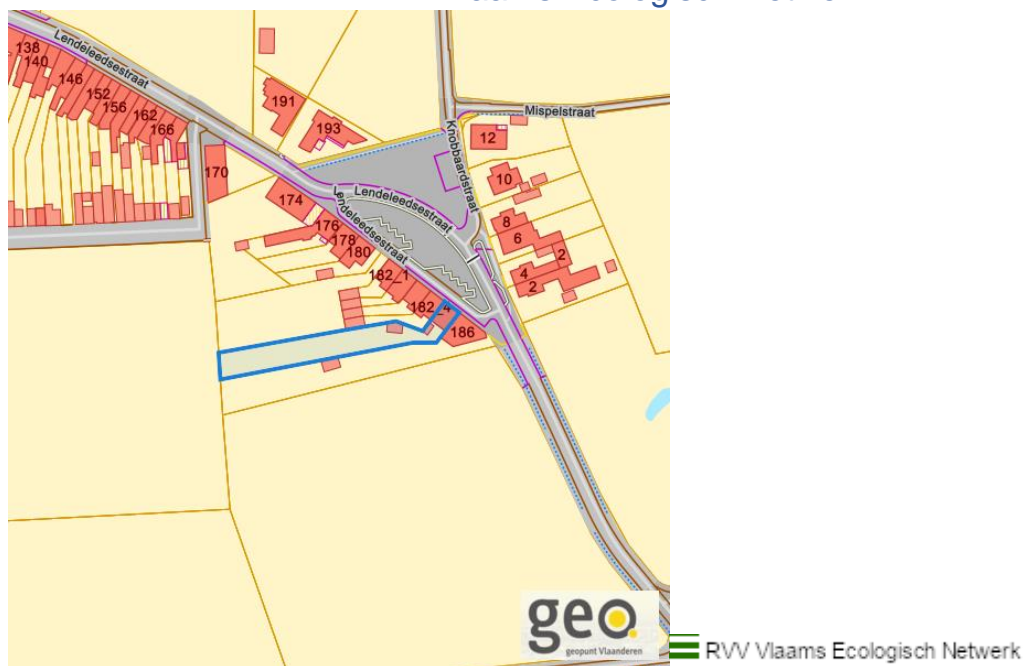 138
140
146
152
156
162
166
170
Lendeleedsestraat
191
193
174
176
178
180
182_1
186
Lendeleedsestraat
Lendeleedsestraat
Knobbaardstraat
Mispelstraat
12
10
8
6
2
4
2
geo
geopunt Vlaanderen
RVV Vlaams Ecologisch Netwerk